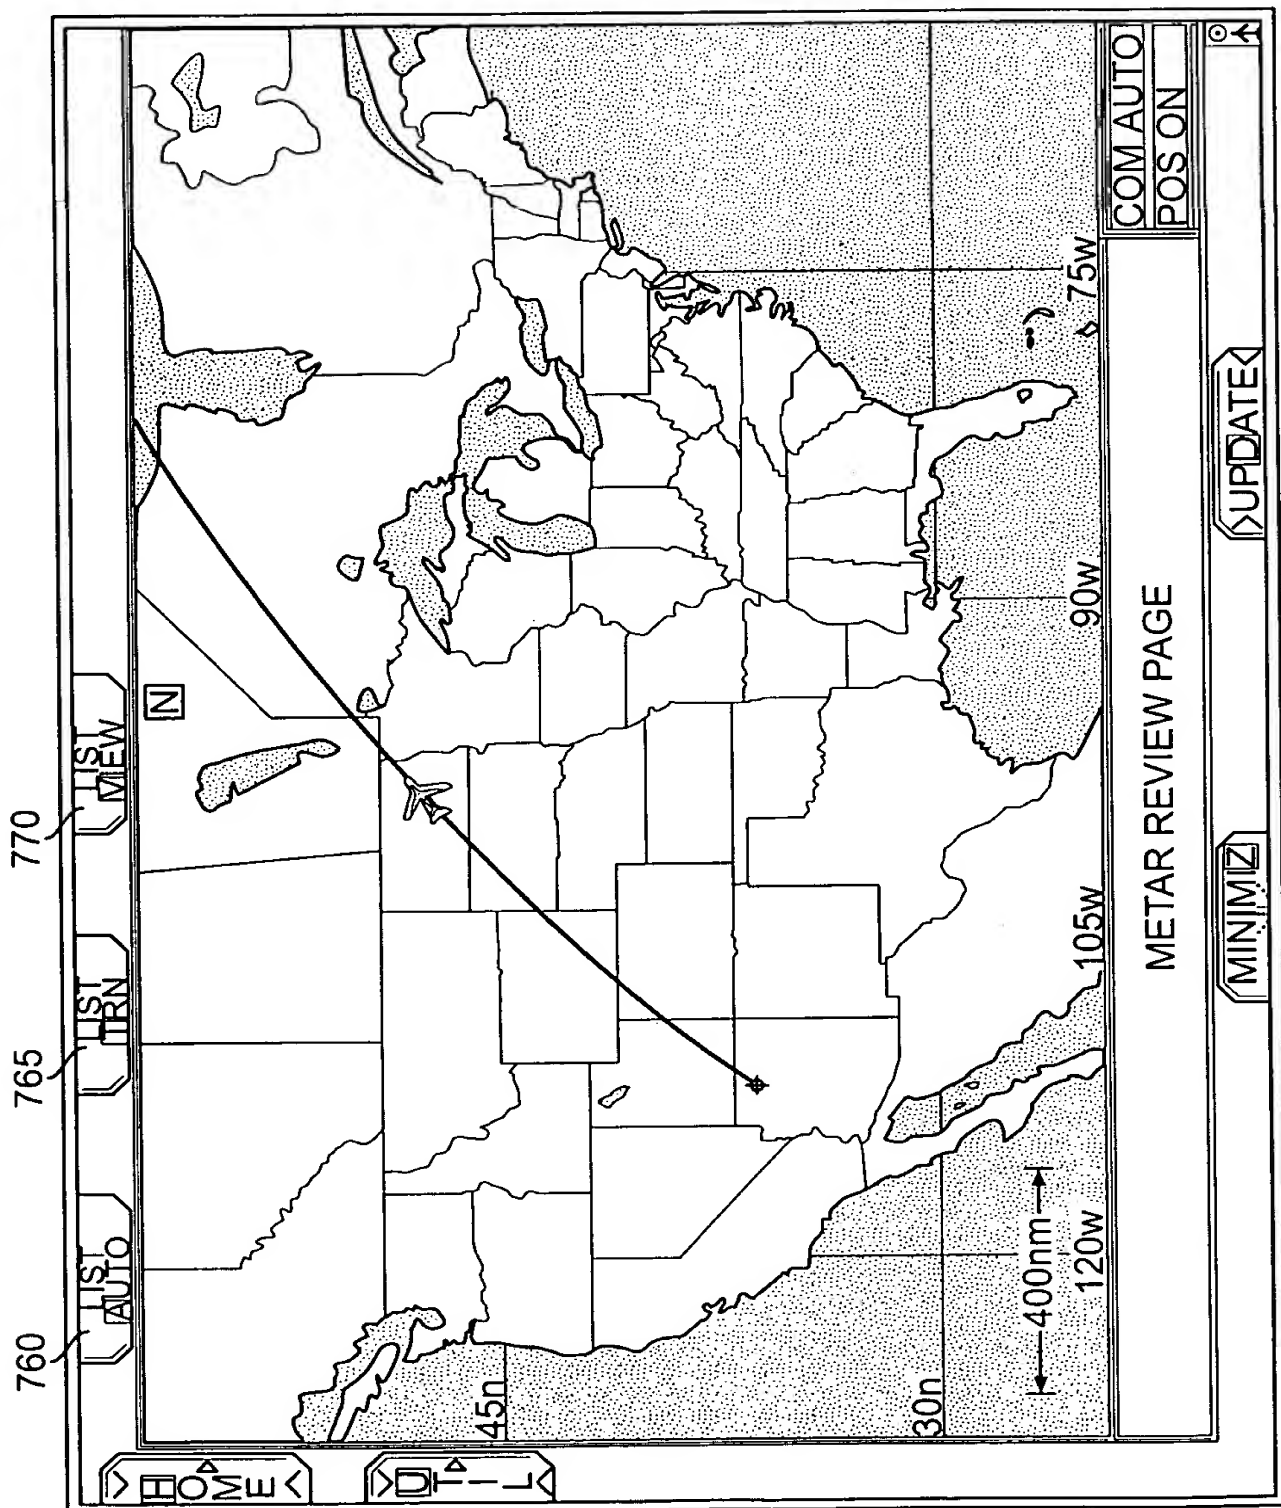 760
765
770
LIST
AUTO
LIST
TRN
LIST
VIEW
HOME
UTIL
N
45n
30n
400nm
120w
105w
90w
75w
METAR REVIEW PAGE
COM AUTO
POS ON
MINIMIZ
UPDATE